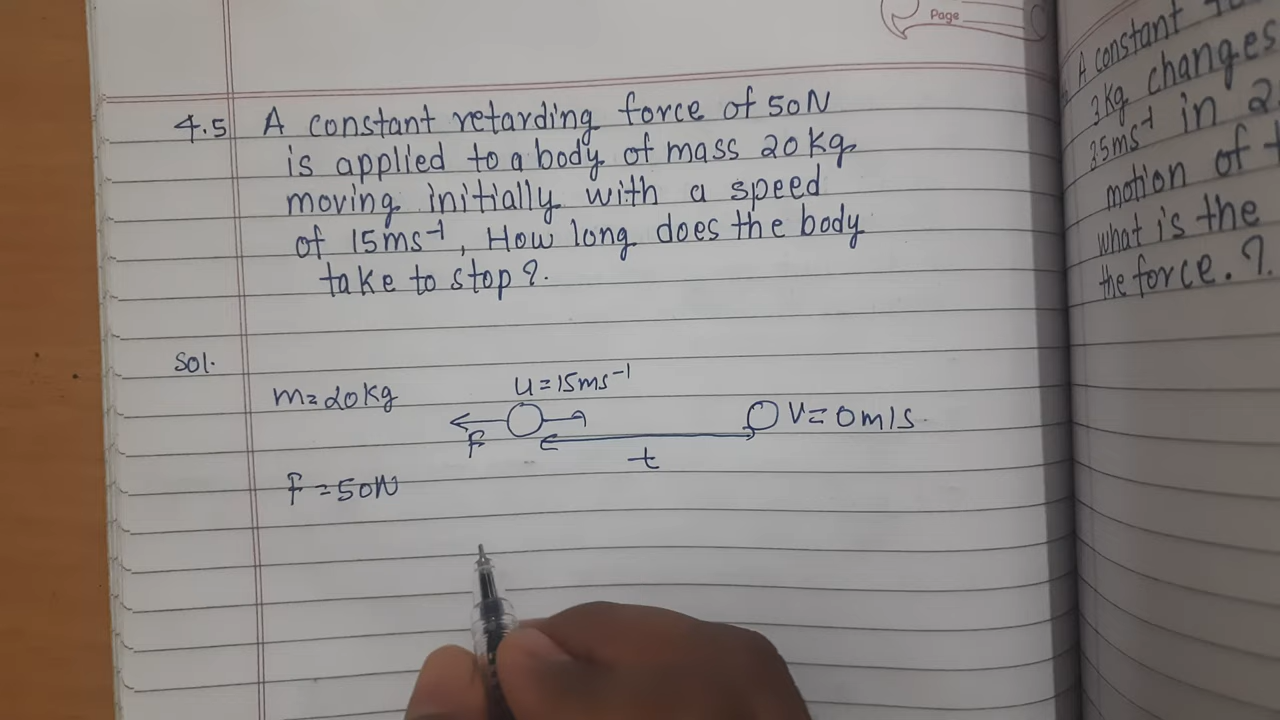 Page
4.5 A constant retarding force of 50N
is applied to a body of mass 20kg
moving initially with a speed
of 15ms⁻¹, How long does the body
take to stop?.
Sol.
m=20kg
u=15ms⁻¹
F
t
v=0m/s.
F=50N
A constant
3kg changes
3.5ms⁻¹ in 2
motion of
what is the
the force.?.